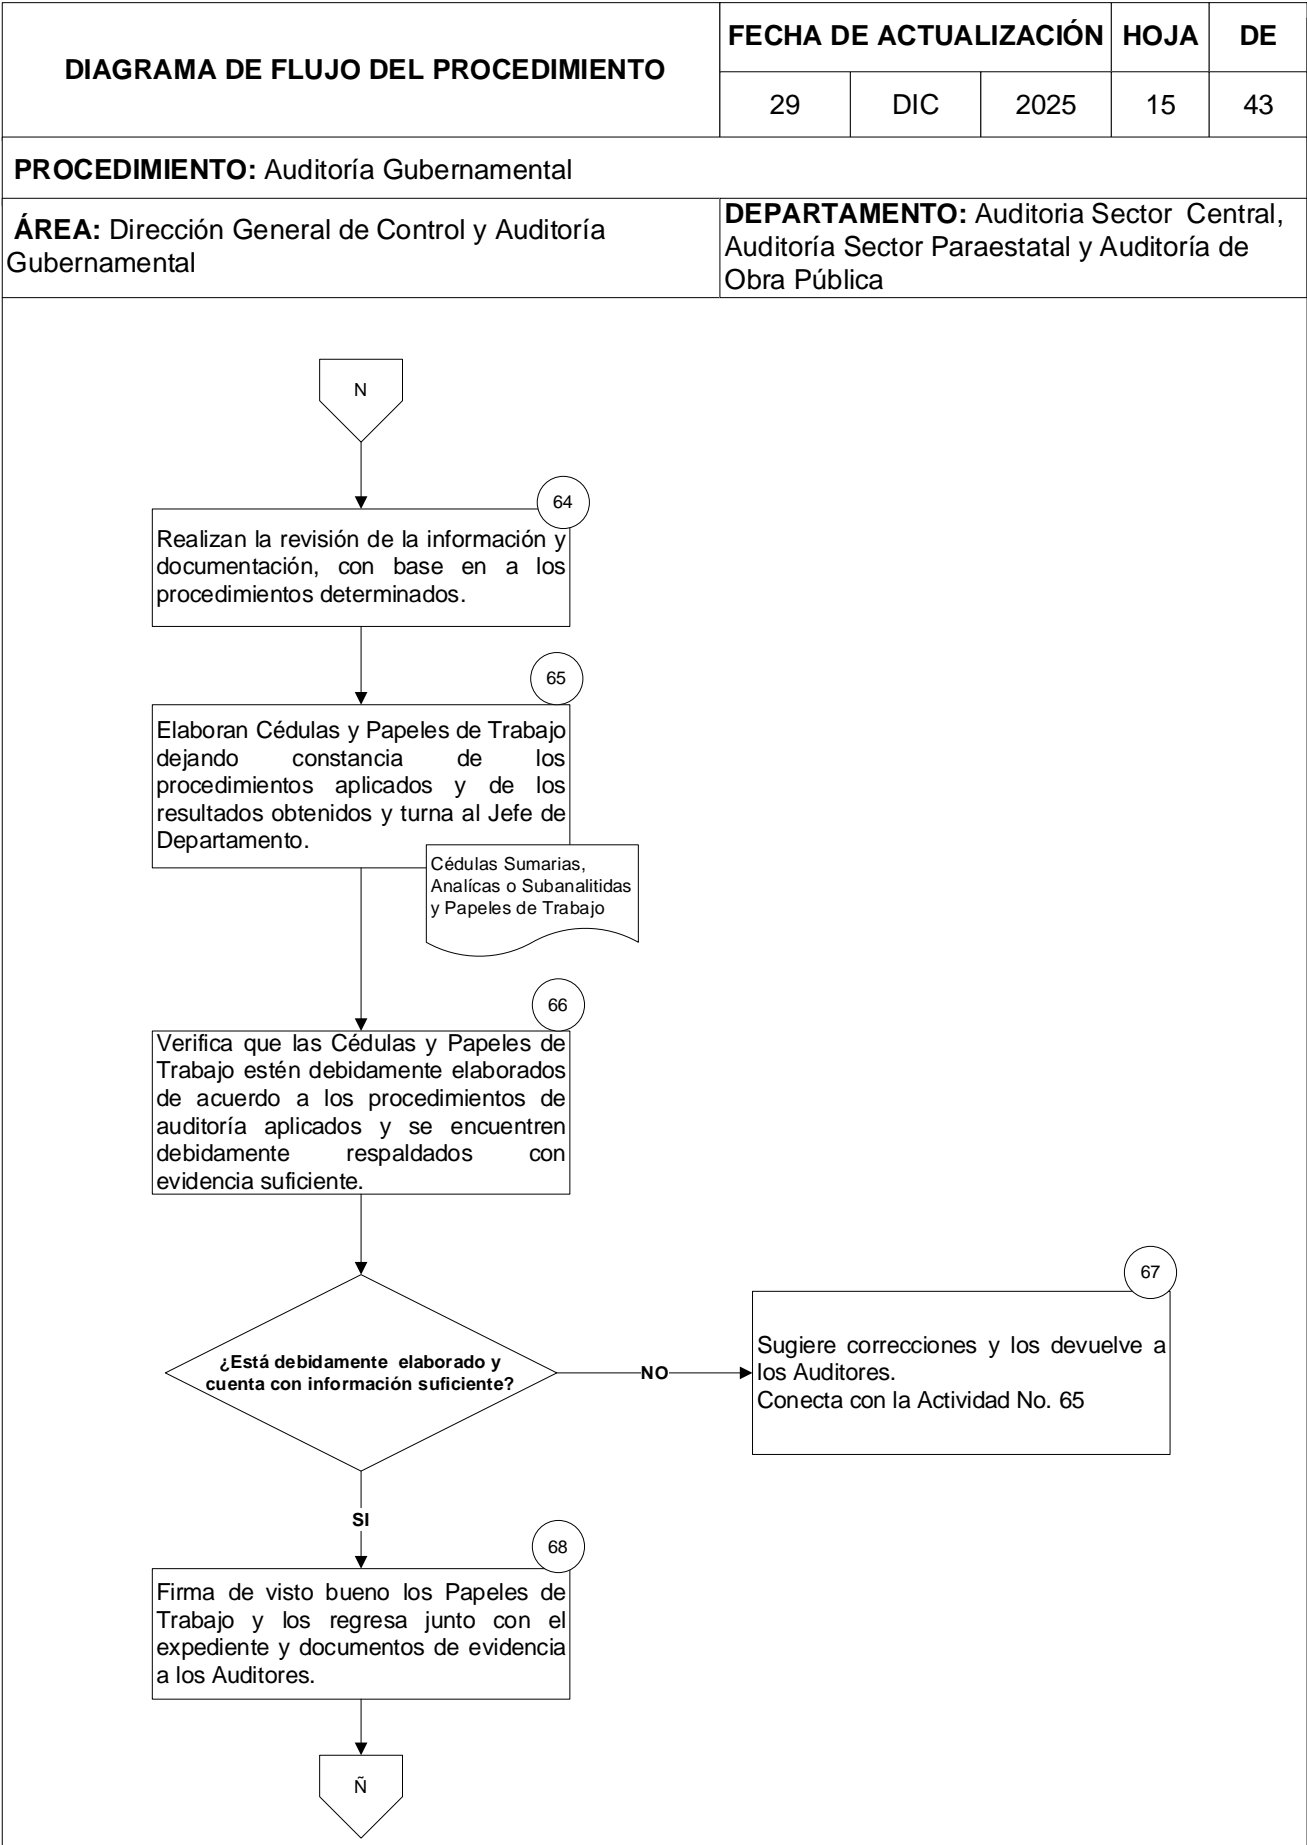 DIAGRAMA DE FLUJO DEL PROCEDIMIENTO
FECHA DE ACTUALIZACIÓN
HOJA
DE
29
DIC
2025
15
43
PROCEDIMIENTO: Auditoría Gubernamental
ÁREA: Dirección General de Control y Auditoría
Gubernamental
DEPARTAMENTO: Auditoria Sector Central,
Auditoría Sector Paraestatal y Auditoría de
Obra Pública
N
64
Realizan la revisión de la información y
documentación, con base en a los
procedimientos determinados.
65
Elaboran Cédulas y Papeles de Trabajo
dejando constancia de los
procedimientos aplicados y de los
resultados obtenidos y turna al Jefe de
Departamento.
Cédulas Sumarias,
Analícas o Subanalitidas
y Papeles de Trabajo
66
Verifica que las Cédulas y Papeles de
Trabajo estén debidamente elaborados
de acuerdo a los procedimientos de
auditoría aplicados y se encuentren
debidamente respaldados con
evidencia suficiente.
¿Está debidamente elaborado y
cuenta con información suficiente?
NO
67
Sugiere correcciones y los devuelve a
los Auditores.
Conecta con la Actividad No. 65
SI
68
Firma de visto bueno los Papeles de
Trabajo y los regresa junto con el
expediente y documentos de evidencia
a los Auditores.
Ñ